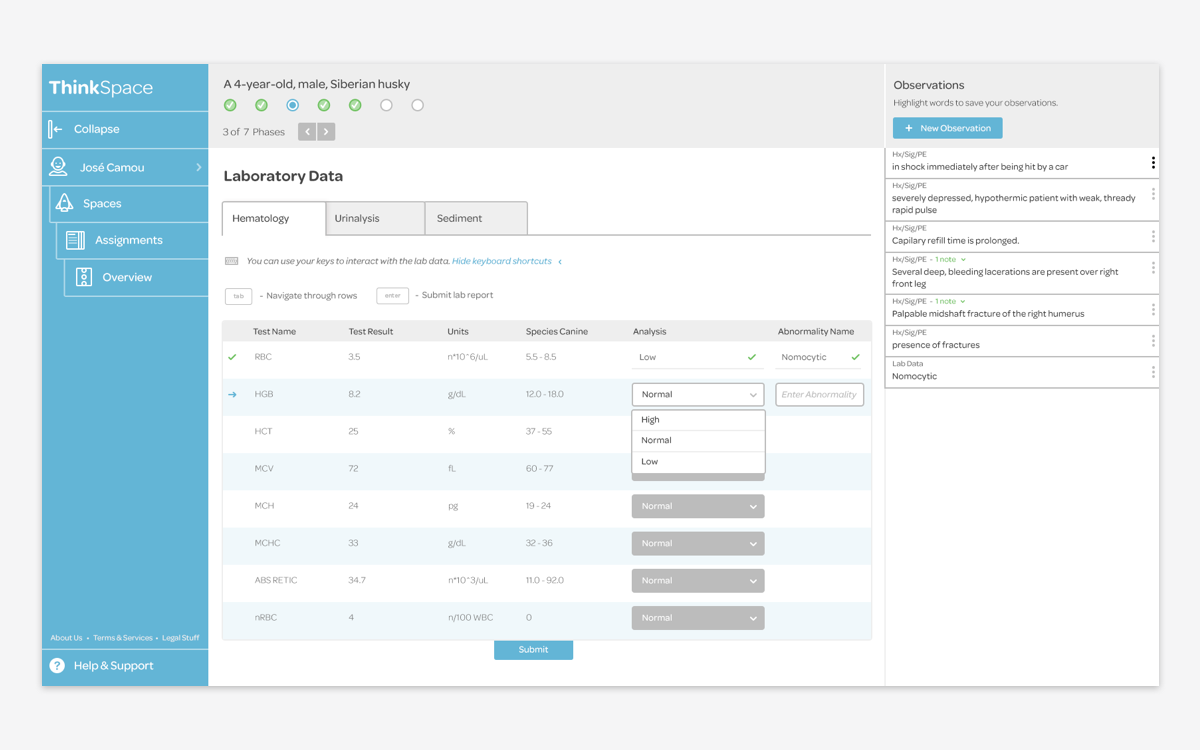 ThinkSpace
Collapse
José Camou
Spaces
Assignments
Overview
About Us • Terms & Services • Legal Stuff
? Help & Support
A 4-year-old, male, Siberian husky
3 of 7 Phases
Laboratory Data
Hematology Urinalysis Sediment
You can use your keys to interact with the lab data. Hide keyboard shortcuts
tab - Navigate through rows enter - Submit lab report
Test Name Test Result Units Species Canine Analysis Abnormality Name
RBC 3.5 n*10^6/uL 5.5 - 8.5 Low Nomocytic
HGB 8.2 g/dL 12.0 - 18.0 Normal Enter Abnormality
High
HCT 25 % 37 - 55
Normal
Low
MCV 72 fL 60 - 77
MCH 24 pg 19 - 24 Normal
MCHC 33 g/dL 32 - 36 Normal
ABS RETIC 34.7 n*10^3/uL 11.0 - 92.0 Normal
nRBC 4 n/100 WBC 0 Normal
Submit
Observations
Highlight words to save your observations.
+ New Observation
Hx/Sig/PE
in shock immediately after being hit by a car
Hx/Sig/PE
severely depressed, hypothermic patient with weak, thready
rapid pulse
Hx/Sig/PE
Capilary refill time is prolonged.
Hx/Sig/PE - 1 note
Several deep, bleeding lacerations are present over right
front leg
Hx/Sig/PE - 1 note
Palpable midshaft fracture of the right humerus
Hx/Sig/PE
presence of fractures
Lab Data
Nomocytic